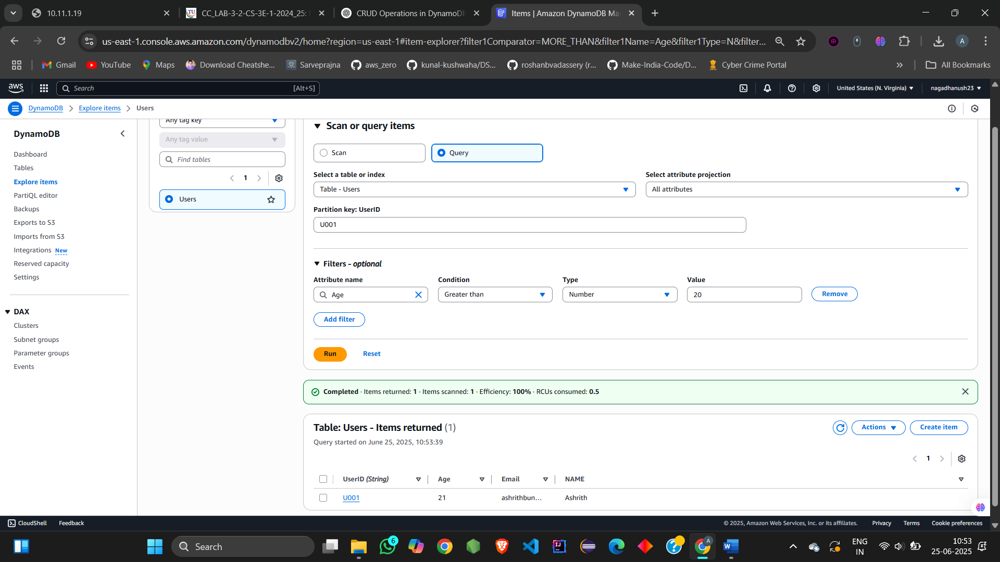 10.11.1.19
CC_LAB-3-2-CS-3E-1-2024_25:
CRUD Operations in DynamoDB
Items | Amazon DynamoDB Ma
us-east-1.console.aws.amazon.com/dynamodbv2/home?region=us-east-1#item-explorer?filter1Comparator=MORE_THAN&filter1Name=Age&filter1Type=N&filter...
A
Gmail
YouTube
Maps
Download Cheatshe...
Sarveprajna
aws_zero
kunal-kushwaha/DS...
roshanbvadassery (r...
Make-India-Code/D...
Cyber Crime Portal
All Bookmarks
aws
Search
[Alt+S]
United States (N. Virginia)
nagadhanush23
DynamoDB
Explore items
Users
DynamoDB
Dashboard
Tables
Explore items
PartiQL editor
Backups
Exports to S3
Imports from S3
Integrations New
Reserved capacity
Settings
DAX
Clusters
Subnet groups
Parameter groups
Events
Any tag key
Any tag value
Find tables
1
Users
Scan or query items
Scan
Query
Select a table or index
Table - Users
Select attribute projection
All attributes
Partition key: UserID
U001
Filters - optional
Attribute name
Condition
Type
Value
Age
Greater than
Number
20
Remove
Add filter
Run
Reset
Completed · Items returned: 1 · Items scanned: 1 · Efficiency: 100% · RCUs consumed: 0.5
Table: Users - Items returned (1)
Query started on June 25, 2025, 10:53:39
Actions
Create item
1
UserID (String)
Age
Email
NAME
U001
21
ashrithbun...
Ashrith
CloudShell
Feedback
© 2025, Amazon Web Services, Inc. or its affiliates.
Privacy
Terms
Cookie preferences
Search
6
ENG
IN
10:53
25-06-2025